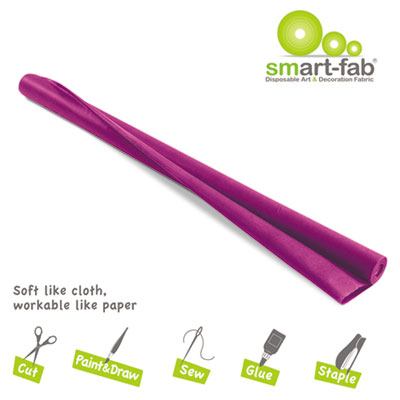 smart-fab®
Disposable Art & Decoration Fabric
Soft like cloth,
workable like paper
Cut
Paint&Draw
Sew
Glue
Staple